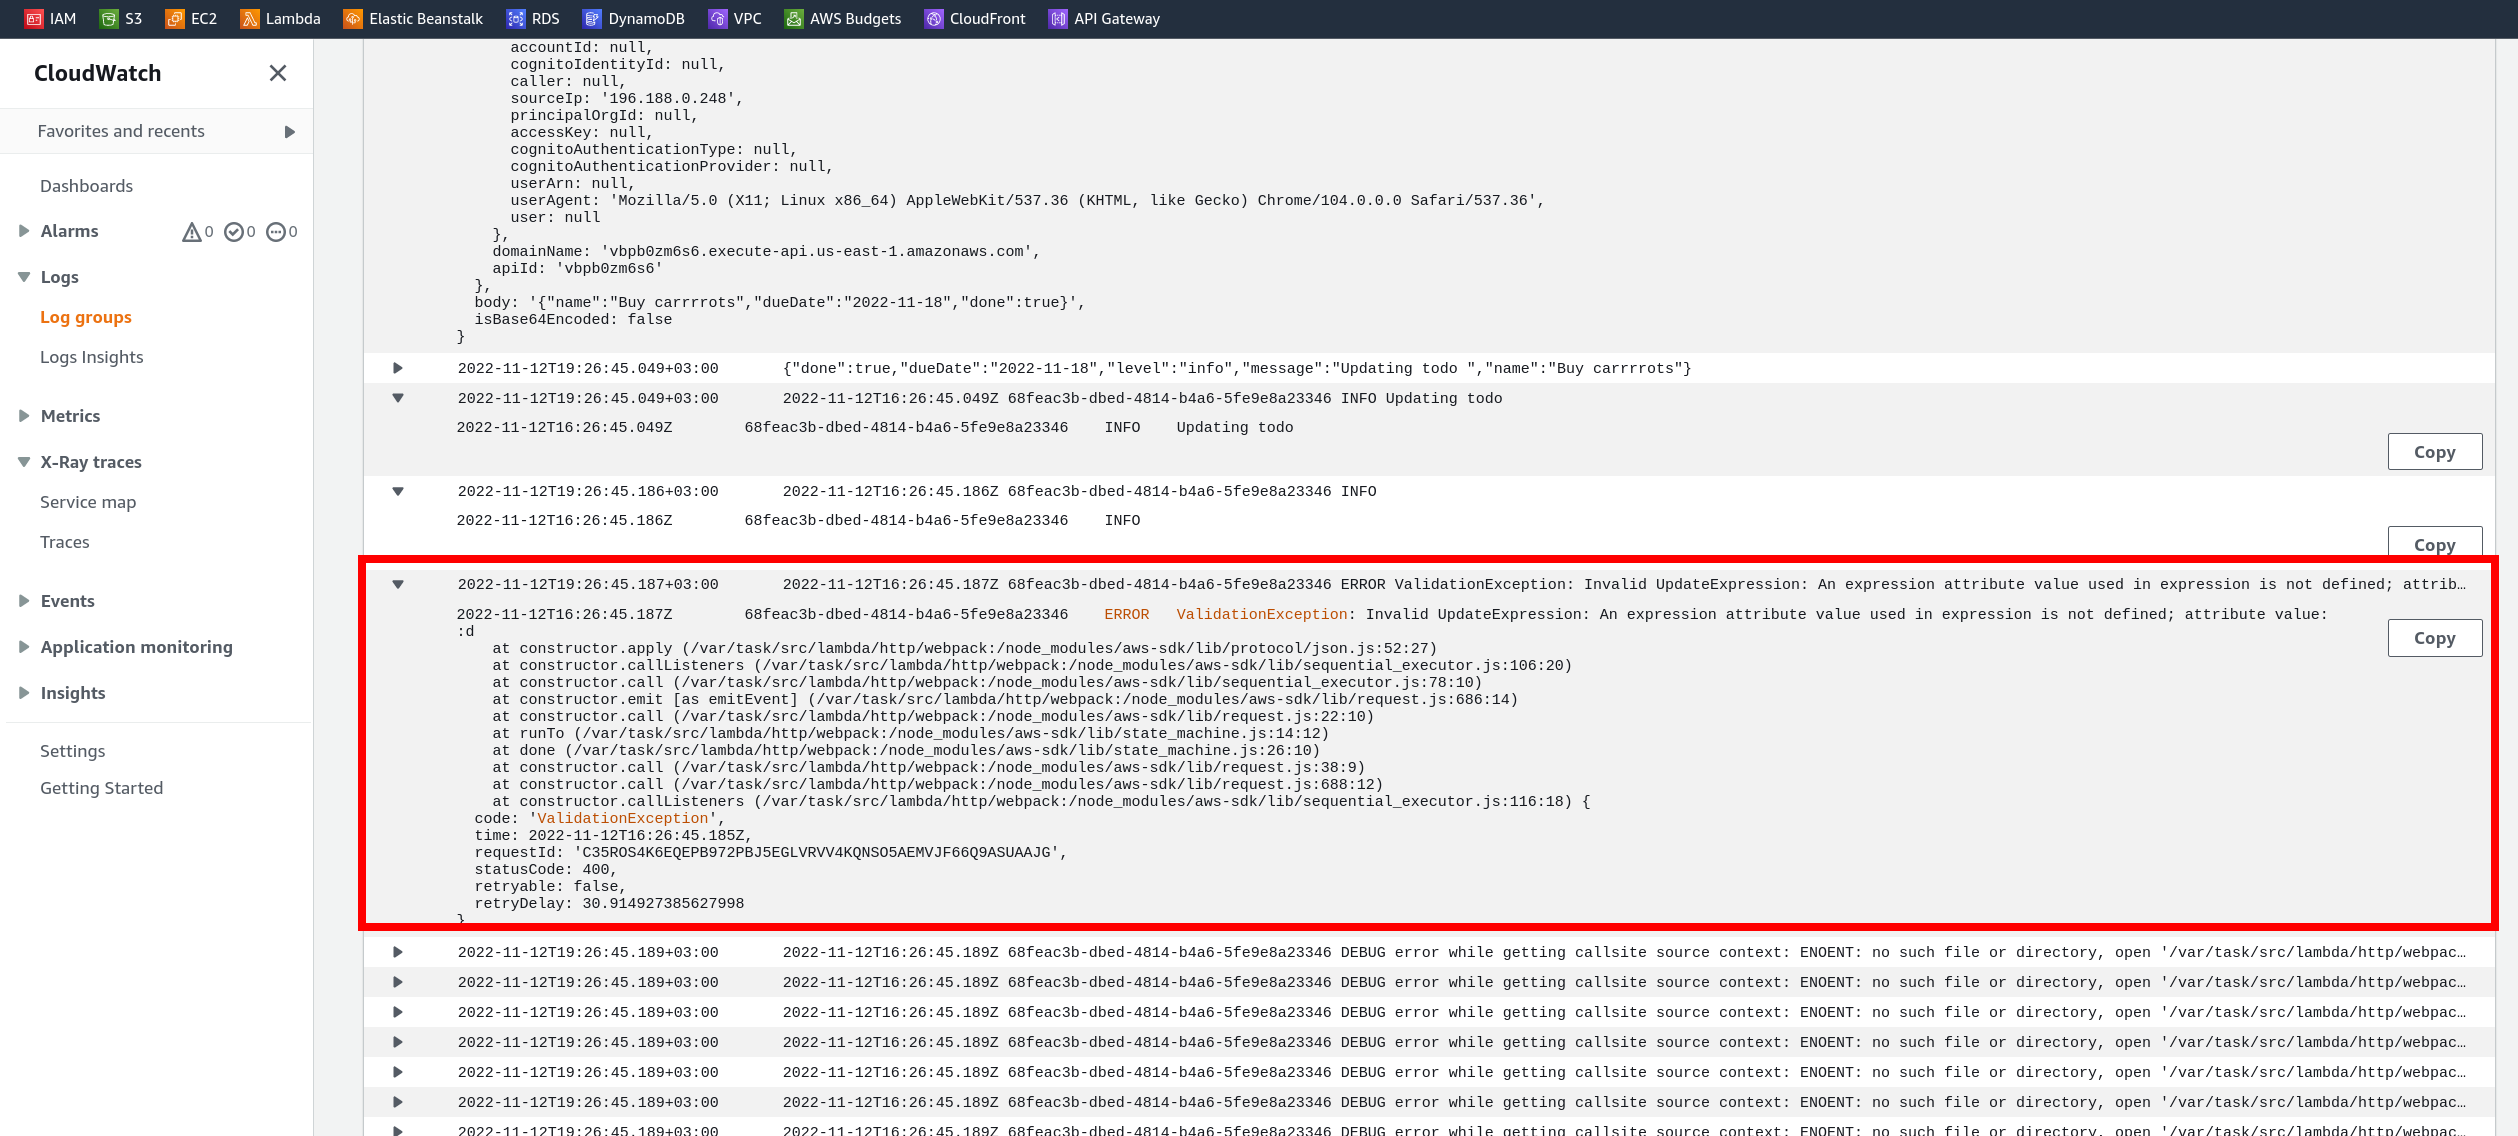 IAM S3 EC2 Lambda Elastic Beanstalk RDS DynamoDB VPC AWS Budgets CloudFront API Gateway
CloudWatch
Favorites and recents
Dashboards
Alarms 0 0 0
Logs
Log groups
Logs Insights
Metrics
X-Ray traces
Service map
Traces
Events
Application monitoring
Insights
Settings
Getting Started
accountId: null,
cognitoIdentityId: null,
caller: null,
sourceIp: '196.188.0.248',
principalOrgId: null,
accessKey: null,
cognitoAuthenticationType: null,
cognitoAuthenticationProvider: null,
userArn: null,
userAgent: 'Mozilla/5.0 (X11; Linux x86_64) AppleWebKit/537.36 (KHTML, like Gecko) Chrome/104.0.0.0 Safari/537.36',
user: null
},
domainName: 'vbpb0zm6s6.execute-api.us-east-1.amazonaws.com',
apiId: 'vbpb0zm6s6'
},
body: '{"name":"Buy carrrrots","dueDate":"2022-11-18","done":true}',
isBase64Encoded: false
}
2022-11-12T19:26:45.049+03:00 {"done":true,"dueDate":"2022-11-18","level":"info","message":"Updating todo ","name":"Buy carrrrots"}
2022-11-12T19:26:45.049+03:00 2022-11-12T16:26:45.049Z 68feac3b-dbed-4814-b4a6-5fe9e8a23346 INFO Updating todo
2022-11-12T16:26:45.049Z 68feac3b-dbed-4814-b4a6-5fe9e8a23346 INFO Updating todo
Copy
2022-11-12T19:26:45.186+03:00 2022-11-12T16:26:45.186Z 68feac3b-dbed-4814-b4a6-5fe9e8a23346 INFO
2022-11-12T16:26:45.186Z 68feac3b-dbed-4814-b4a6-5fe9e8a23346 INFO
Copy
2022-11-12T19:26:45.187+03:00 2022-11-12T16:26:45.187Z 68feac3b-dbed-4814-b4a6-5fe9e8a23346 ERROR ValidationException: Invalid UpdateExpression: An expression attribute value used in expression is not defined; attrib…
2022-11-12T16:26:45.187Z 68feac3b-dbed-4814-b4a6-5fe9e8a23346 ERROR ValidationException: Invalid UpdateExpression: An expression attribute value used in expression is not defined; attribute value:
:d
Copy
at constructor.apply (/var/task/src/lambda/http/webpack:/node_modules/aws-sdk/lib/protocol/json.js:52:27)
at constructor.callListeners (/var/task/src/lambda/http/webpack:/node_modules/aws-sdk/lib/sequential_executor.js:106:20)
at constructor.call (/var/task/src/lambda/http/webpack:/node_modules/aws-sdk/lib/sequential_executor.js:78:10)
at constructor.emit [as emitEvent] (/var/task/src/lambda/http/webpack:/node_modules/aws-sdk/lib/request.js:686:14)
at constructor.call (/var/task/src/lambda/http/webpack:/node_modules/aws-sdk/lib/request.js:22:10)
at runTo (/var/task/src/lambda/http/webpack:/node_modules/aws-sdk/lib/state_machine.js:14:12)
at done (/var/task/src/lambda/http/webpack:/node_modules/aws-sdk/lib/state_machine.js:26:10)
at constructor.call (/var/task/src/lambda/http/webpack:/node_modules/aws-sdk/lib/request.js:38:9)
at constructor.call (/var/task/src/lambda/http/webpack:/node_modules/aws-sdk/lib/request.js:688:12)
at constructor.callListeners (/var/task/src/lambda/http/webpack:/node_modules/aws-sdk/lib/sequential_executor.js:116:18) {
code: 'ValidationException',
time: 2022-11-12T16:26:45.185Z,
requestId: 'C35ROS4K6EQEPB972PBJ5EGLVRVV4KQNSO5AEMVJF66Q9ASUAAJG',
statusCode: 400,
retryable: false,
retryDelay: 30.914927385627998
}
2022-11-12T19:26:45.189+03:00 2022-11-12T16:26:45.189Z 68feac3b-dbed-4814-b4a6-5fe9e8a23346 DEBUG error while getting callsite source context: ENOENT: no such file or directory, open '/var/task/src/lambda/http/webpac…
2022-11-12T19:26:45.189+03:00 2022-11-12T16:26:45.189Z 68feac3b-dbed-4814-b4a6-5fe9e8a23346 DEBUG error while getting callsite source context: ENOENT: no such file or directory, open '/var/task/src/lambda/http/webpac…
2022-11-12T19:26:45.189+03:00 2022-11-12T16:26:45.189Z 68feac3b-dbed-4814-b4a6-5fe9e8a23346 DEBUG error while getting callsite source context: ENOENT: no such file or directory, open '/var/task/src/lambda/http/webpac…
2022-11-12T19:26:45.189+03:00 2022-11-12T16:26:45.189Z 68feac3b-dbed-4814-b4a6-5fe9e8a23346 DEBUG error while getting callsite source context: ENOENT: no such file or directory, open '/var/task/src/lambda/http/webpac…
2022-11-12T19:26:45.189+03:00 2022-11-12T16:26:45.189Z 68feac3b-dbed-4814-b4a6-5fe9e8a23346 DEBUG error while getting callsite source context: ENOENT: no such file or directory, open '/var/task/src/lambda/http/webpac…
2022-11-12T19:26:45.189+03:00 2022-11-12T16:26:45.189Z 68feac3b-dbed-4814-b4a6-5fe9e8a23346 DEBUG error while getting callsite source context: ENOENT: no such file or directory, open '/var/task/src/lambda/http/webpac…
2022-11-12T19:26:45.189+03:00 2022-11-12T16:26:45.189Z 68feac3b-dbed-4814-b4a6-5fe9e8a23346 DEBUG error while getting callsite source context: ENOENT: no such file or directory, open '/var/task/src/lambda/http/webpac…